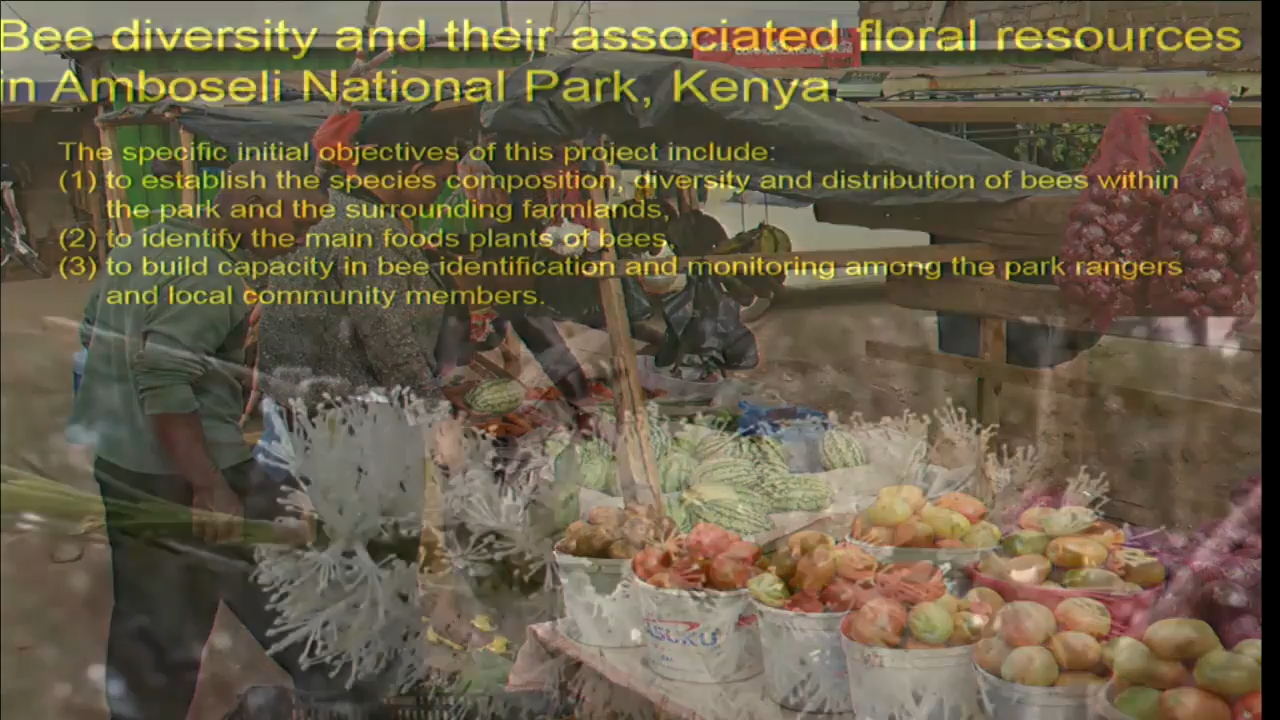 Bee diversity and their associated floral resources
in Amboseli National Park, Kenya.
The specific initial objectives of this project include:
(1) to establish the species composition, diversity and distribution of bees within
the park and the surrounding farmlands,
(2) to identify the main foods plants of bees,
(3) to build capacity in bee identification and monitoring among the park rangers
and local community members.